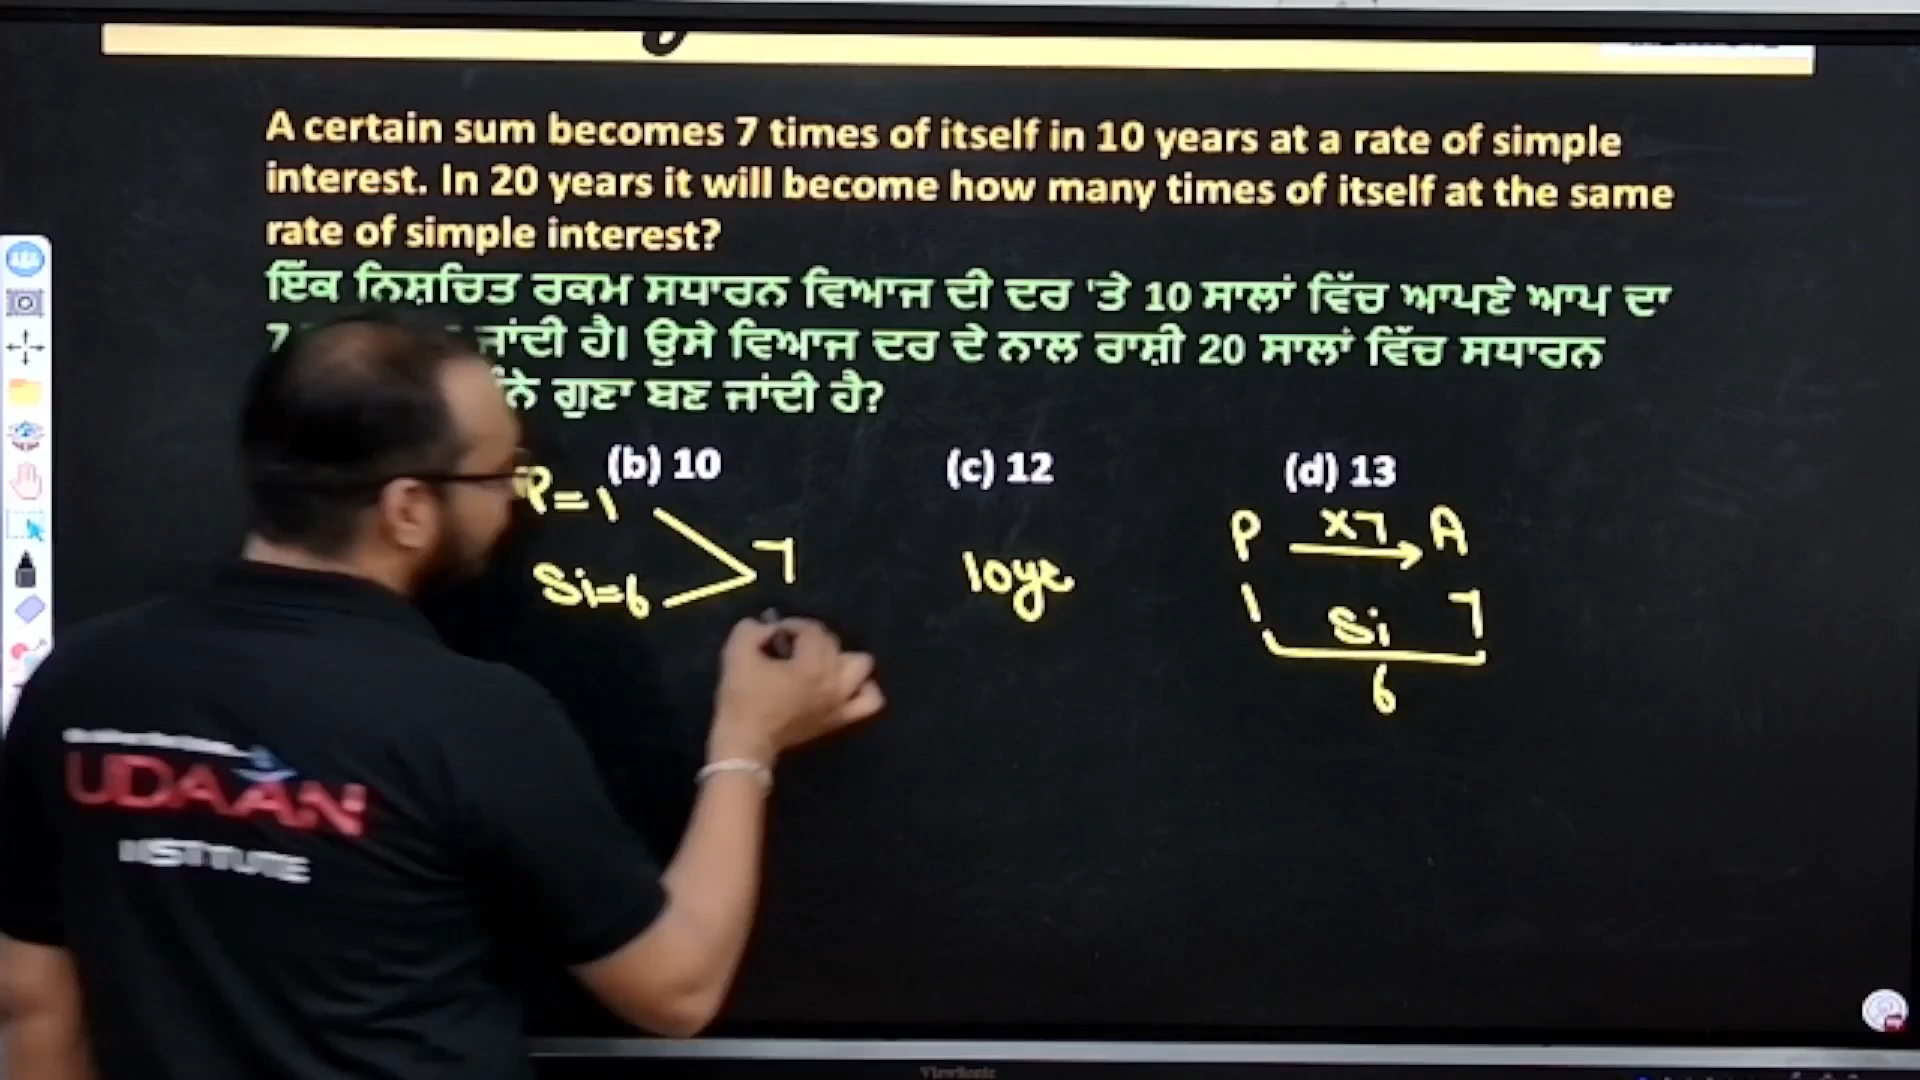 A certain sum becomes 7 times of itself in 10 years at a rate of simple
interest. In 20 years it will become how many times of itself at the same
rate of simple interest?
ਇੱਕ ਨਿਸ਼ਚਿਤ ਰਕਮ ਸਧਾਰਨ ਵਿਆਜ ਦੀ ਦਰ 'ਤੇ 10 ਸਾਲਾਂ ਵਿੱਚ ਆਪਣੇ ਆਪ ਦਾ
7 ਜਾਂਦੀ ਹੈ। ਉਸੇ ਵਿਆਜ ਦਰ ਦੇ ਨਾਲ ਰਾਸ਼ੀ 20 ਸਾਲਾਂ ਵਿੱਚ ਸਧਾਰਨ
ਗੁਣਾ ਬਣ ਜਾਂਦੀ ਹੈ?
(b) 10 (c) 12 (d) 13
P=1
Si=6
7
10yr
P ×7 A
1 Si 7
6
UDAAN
ViewSonic